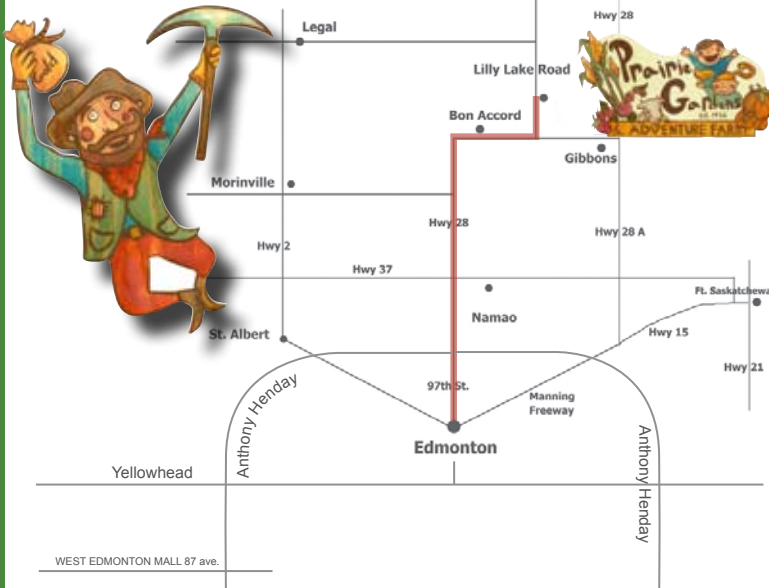 Hwy 28
Legal
Lilly Lake Road
Prairie
Gardens
ADVENTURE FARM
Bon Accord
Gibbons
Morinville
Hwy 28
Hwy 28 A
Hwy 2
Hwy 37
Ft. Saskatchewa
Namao
Hwy 15
St. Albert
Hwy 21
97th St.
Manning
Freeway
Anthony Henday
Edmonton
Anthony Henday
Yellowhead
WEST EDMONTON MALL 87 ave.